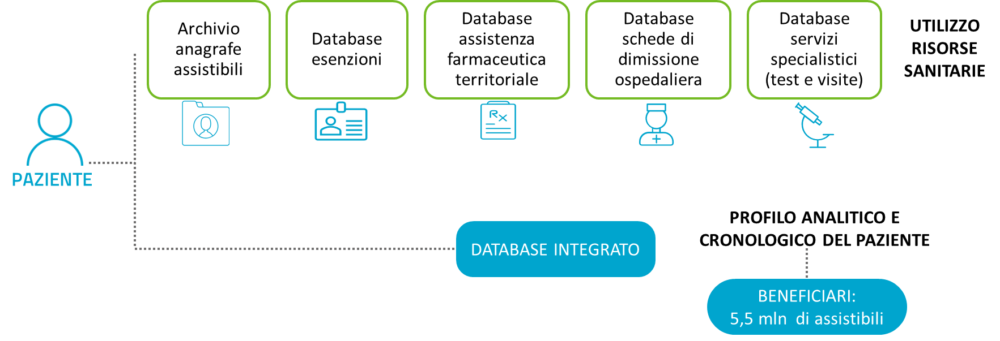 Archivio
anagrafe
assistibili
Database
esenzioni
Database
assistenza
farmaceutica
territoriale
Database
schede di
dimissione
ospedaliera
Database
servizi
specialistici
(test e visite)
UTILIZZO
RISORSE
SANITARIE
Rx
PAZIENTE
DATABASE INTEGRATO
PROFILO ANALITICO E
CRONOLOGICO DEL PAZIENTE
BENEFICIARI:
5,5 mln di assistibili